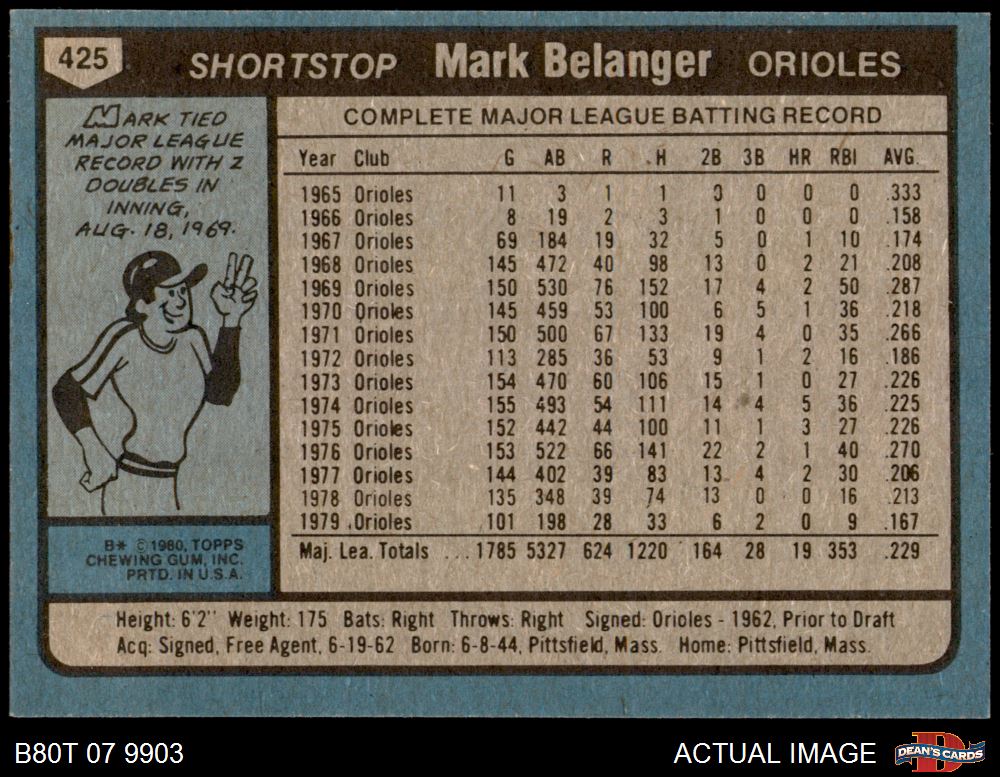 425 SHORTSTOP Mark Belanger ORIOLES
MARK TIED
MAJOR LEAGUE
RECORD WITH 2
DOUBLES IN
INNING,
AUG. 18, 1969.
B* © 1980, TOPPS
CHEWING GUM, INC.
PRTD. IN U.S.A.
COMPLETE MAJOR LEAGUE BATTING RECORD
Year Club G AB R H 2B 3B HR RBI AVG.
1965 Orioles 11 3 1 1 0 0 0 0 .333
1966 Orioles 8 19 2 3 1 0 0 0 .158
1967 Orioles 69 184 19 32 5 0 1 10 .174
1968 Orioles 145 472 40 98 13 0 2 21 .208
1969 Orioles 150 530 76 152 17 4 2 50 .287
1970 Orioles 145 459 53 100 6 5 1 36 .218
1971 Orioles 150 500 67 133 19 4 0 35 .266
1972 Orioles 113 285 36 53 9 1 2 16 .186
1973 Orioles 154 470 60 106 15 1 0 27 .226
1974 Orioles 155 493 54 111 14 4 5 36 .225
1975 Orioles 152 442 44 100 11 1 3 27 .226
1976 Orioles 153 522 66 141 22 2 1 40 .270
1977 Orioles 144 402 39 83 13 4 2 30 .206
1978 Orioles 135 348 39 74 13 0 0 16 .213
1979 Orioles 101 198 28 33 6 2 0 9 .167
Maj. Lea. Totals ... 1785 5327 624 1220 164 28 19 353 .229
Height: 6'2" Weight: 175 Bats: Right Throws: Right Signed: Orioles - 1962, Prior to Draft
Acq: Signed, Free Agent, 6-19-62 Born: 6-8-44, Pittsfield, Mass. Home: Pittsfield, Mass.
B80T 07 9903 ACTUAL IMAGE D DEAN'S CARDS